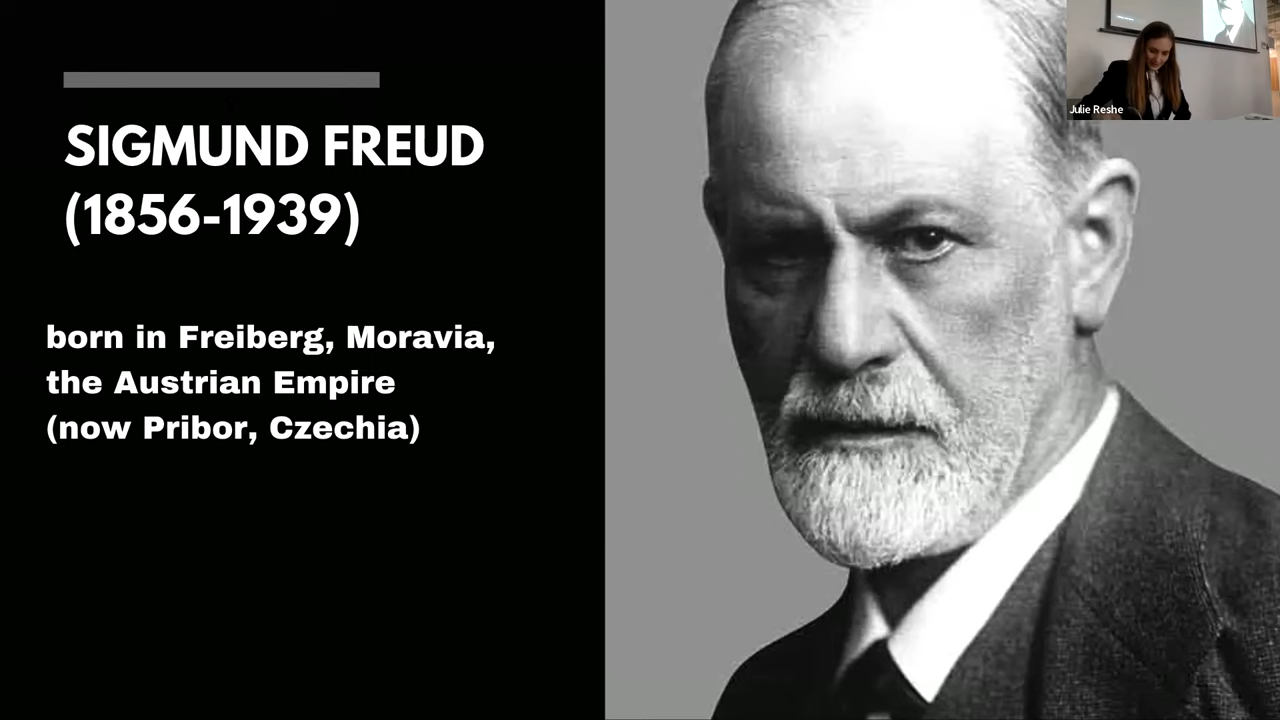 SIGMUND FREUD
(1856-1939)
born in Freiberg, Moravia,
the Austrian Empire
(now Pribor, Czechia)
Julie Reshe